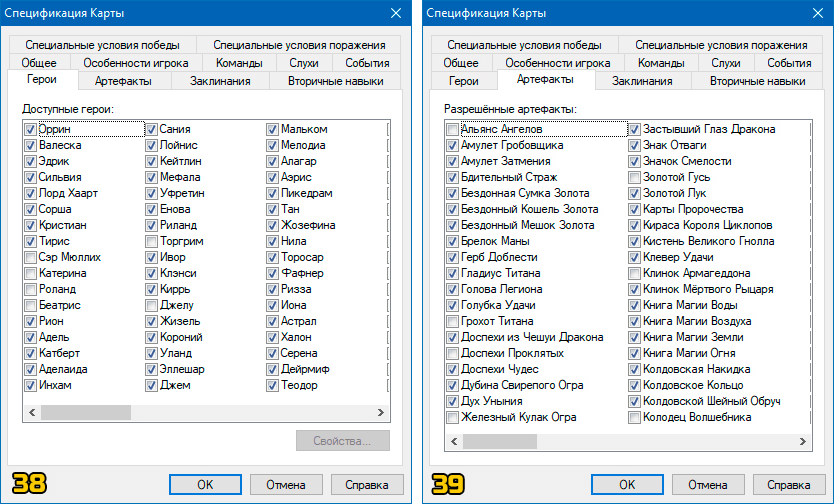 Спецификация Карты
Специальные условия победы
Специальные условия поражения
Общее
Особенности игрока
Команды
Слухи
События
Герои
Артефакты
Заклинания
Вторичные навыки
Доступные герои:
Оррин
Валеска
Эдрик
Сильвия
Лорд Хаарт
Сорша
Кристиан
Тирис
Сэр Мюллих
Катерина
Роланд
Беатрис
Рион
Адель
Катберт
Аделаида
Инхам
Сания
Лойнис
Кейтлин
Мефала
Уфретин
Енова
Риланд
Торгрим
Ивор
Клэнси
Киррь
Джелу
Жизель
Короний
Уланд
Эллешар
Джем
Мальком
Мелодиа
Алагар
Аэрис
Пикедрам
Тан
Жозефина
Нила
Торосар
Фафнер
Ризза
Иона
Астрал
Халон
Серена
Дейрмиф
Теодор
Свойства...
38
OK
Отмена
Справка
Спецификация Карты
Специальные условия победы
Специальные условия поражения
Общее
Особенности игрока
Команды
Слухи
События
Герои
Артефакты
Заклинания
Вторичные навыки
Разрешённые артефакты:
Альянс Ангелов
Амулет Гробовщика
Амулет Затмения
Бдительный Страж
Бездонная Сумка Золота
Бездонный Кошель Золота
Бездонный Мешок Золота
Брелок Маны
Герб Доблести
Гладиус Титана
Голова Легиона
Голубка Удачи
Грохот Титана
Доспехи из Чешуи Дракона
Доспехи Проклятых
Доспехи Чудес
Дубина Свирепого Огра
Дух Уныния
Железный Кулак Огра
Застывший Глаз Дракона
Знак Отваги
Значок Смелости
Золотой Гусь
Золотой Лук
Карты Пророчества
Кираса Короля Циклопов
Кистень Великого Гнолла
Клевер Удачи
Клинок Армагеддона
Клинок Мёртвого Рыцаря
Книга Магии Воды
Книга Магии Воздуха
Книга Магии Земли
Книга Магии Огня
Колдовская Накидка
Колдовское Кольцо
Колдовской Шейный Обруч
Колодец Волшебника
39
OK
Отмена
Справка